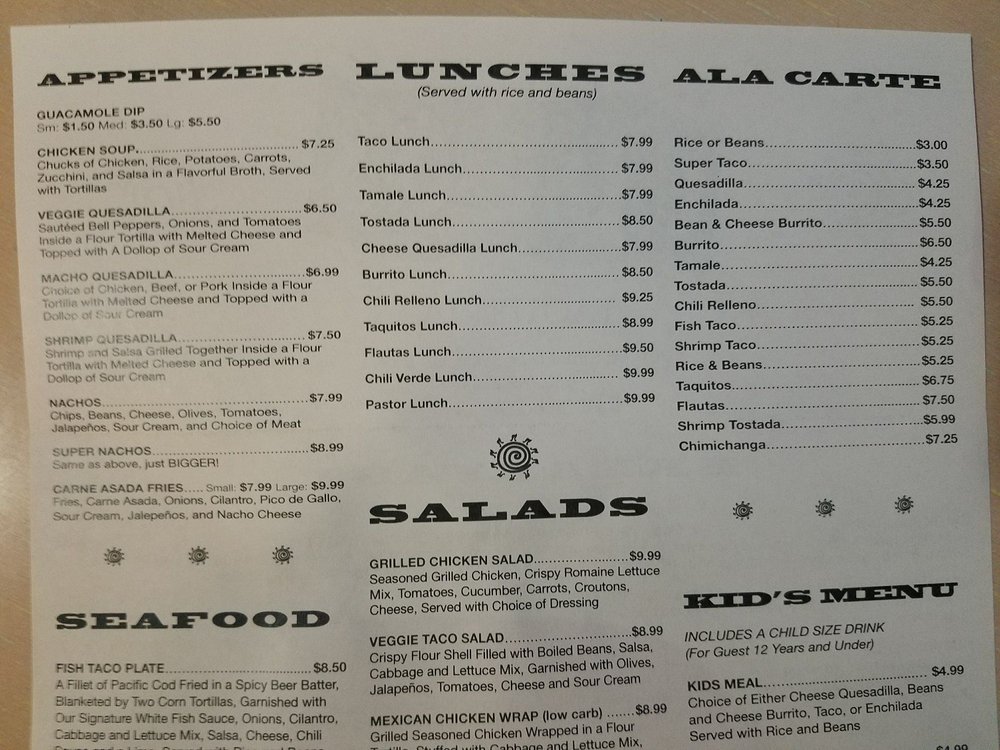 APPETIZERS
GUACAMOLE DIP
Sm: $1.50 Med: $3.50 Lg: $5.50
CHICKEN SOUP..................................$7.25
Chucks of Chicken, Rice, Potatoes, Carrots,
Zucchini, and Salsa in a Flavorful Broth, Served
with Tortillas
VEGGIE QUESADILLA...........................$6.50
Sautéed Bell Peppers, Onions, and Tomatoes
Inside a Flour Tortilla with Melted Cheese and
Topped with A Dollop of Sour Cream
MACHO QUESADILLA...........................$6.99
Choice of Chicken, Beef, or Pork Inside a Flour
Tortilla with Melted Cheese and Topped with a
Dollop of Sour Cream
SHRIMP QUESADILLA...........................$7.50
Shrimp and Salsa Grilled Together Inside a Flour
Tortilla with Melted Cheese and Topped with a
Dollop of Sour Cream
NACHOS.............................................$7.99
Chips, Beans, Cheese, Olives, Tomatoes,
Jalapeños, Sour Cream, and Choice of Meat
SUPER NACHOS..................................$8.99
Same as above, just BIGGER!
CARNE ASADA FRIES..... Small: $7.99 Large: $9.99
Fries, Carne Asada, Onions, Cilantro, Pico de Gallo,
Sour Cream, Jalepeños, and Nacho Cheese
SEAFOOD
FISH TACO PLATE................................$8.50
A Fillet of Pacific Cod Fried in a Spicy Beer Batter,
Blanketed by Two Corn Tortillas, Garnished with
Our Signature White Fish Sauce, Onions, Cilantro,
Cabbage and Lettuce Mix, Salsa, Cheese, Chili
LUNCHES
(Served with rice and beans)
Taco Lunch..........................................$7.99
Enchilada Lunch..................................$7.99
Tamale Lunch......................................$7.99
Tostada Lunch.....................................$8.50
Cheese Quesadilla Lunch....................$7.99
Burrito Lunch......................................$8.50
Chili Relleno Lunch.............................$9.25
Taquitos Lunch....................................$8.99
Flautas Lunch......................................$9.50
Chili Verde Lunch................................$9.99
Pastor Lunch.......................................$9.99
SALADS
GRILLED CHICKEN SALAD.....................$9.99
Seasoned Grilled Chicken, Crispy Romaine Lettuce
Mix, Tomatoes, Cucumber, Carrots, Croutons,
Cheese, Served with Choice of Dressing
VEGGIE TACO SALAD...........................$8.99
Crispy Flour Shell Filled with Boiled Beans, Salsa,
Cabbage and Lettuce Mix, Garnished with Olives,
Jalapeños, Tomatoes, Cheese and Sour Cream
MEXICAN CHICKEN WRAP (low carb) .......$8.99
Grilled Seasoned Chicken Wrapped in a Flour
Tortilla, Stuffed with Cabbage and Lettuce Mix,
ALA CARTE
Rice or Beans......................................$3.00
Super Taco..........................................$3.50
Quesadilla...........................................$4.25
Enchilada............................................$4.25
Bean & Cheese Burrito........................$5.50
Burrito.................................................$6.50
Tamale................................................$4.25
Tostada...............................................$5.50
Chili Relleno........................................$5.50
Fish Taco.............................................$5.25
Shrimp Taco........................................$5.25
Rice & Beans.......................................$5.25
Taquitos..............................................$6.75
Flautas................................................$7.50
Shrimp Tostada...................................$5.99
Chimichanga.......................................$7.25
KID'S MENU
INCLUDES A CHILD SIZE DRINK
(For Guest 12 Years and Under)
KIDS MEAL.........................................$4.99
Choice of Either Cheese Quesadilla, Beans
and Cheese Burrito, Taco, or Enchilada
Served with Rice and Beans